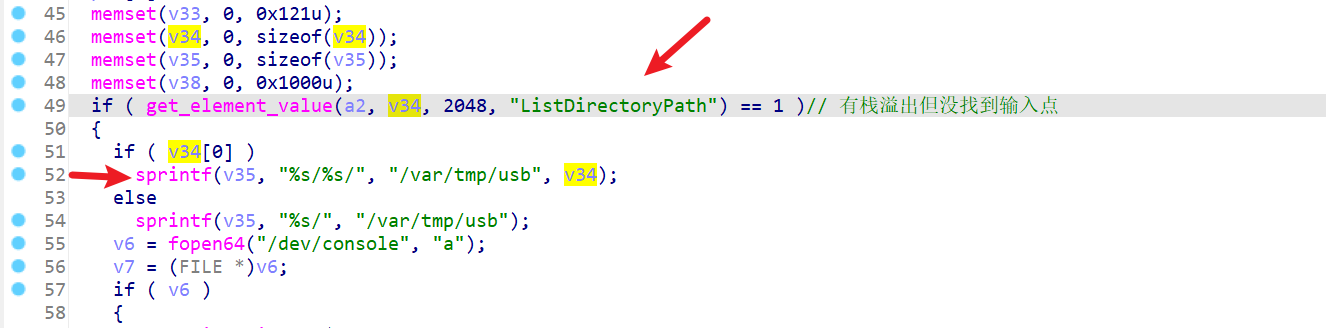 45 memset(v33, 0, 0x121u);
46 memset(v34, 0, sizeof(v34));
47 memset(v35, 0, sizeof(v35));
48 memset(v38, 0, 0x1000u);
49 if ( get_element_value(a2, v34, 2048, "ListDirectoryPath") == 1 )// 有栈溢出但没找到输入点
50 {
51 if ( v34[0] )
52 sprintf(v35, "%s/%s/", "/var/tmp/usb", v34);
53 else
54 sprintf(v35, "%s/", "/var/tmp/usb");
55 v6 = fopen64("/dev/console", "a");
56 v7 = (FILE *)v6;
57 if ( v6 )
58 {